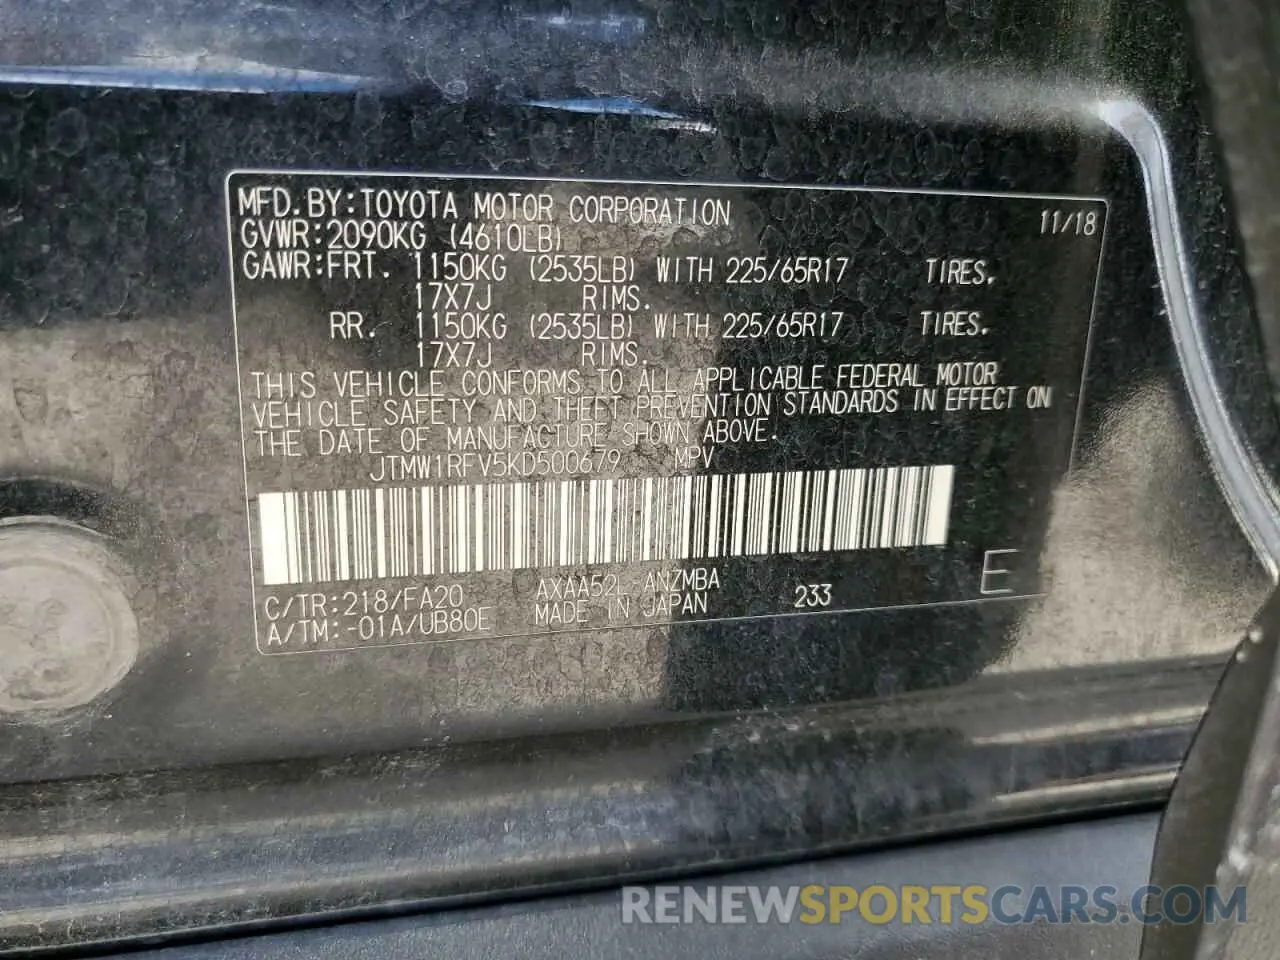 MFD.BY:TOYOTA MOTOR CORPORATION 11/18
GVWR:2090KG (4610LB)
GAWR:FRT. 1150KG (2535LB) WITH 225/65R17 TIRES,
17X7J RIMS.
RR. 1150KG (2535LB) WITH 225/65R17 TIRES.
17X7J RIMS.
THIS VEHICLE CONFORMS TO ALL APPLICABLE FEDERAL MOTOR
VEHICLE SAFETY AND THEFT PREVENTION STANDARDS IN EFFECT ON
THE DATE OF MANUFACTURE SHOWN ABOVE.
JTMW1RFV5KD500679 MPV
C/TR:218/FA20 AXAA52L-ANZMBA 233 E
A/TM:-01A/UB80E MADE IN JAPAN
RENEWSPORTSCARS.COM